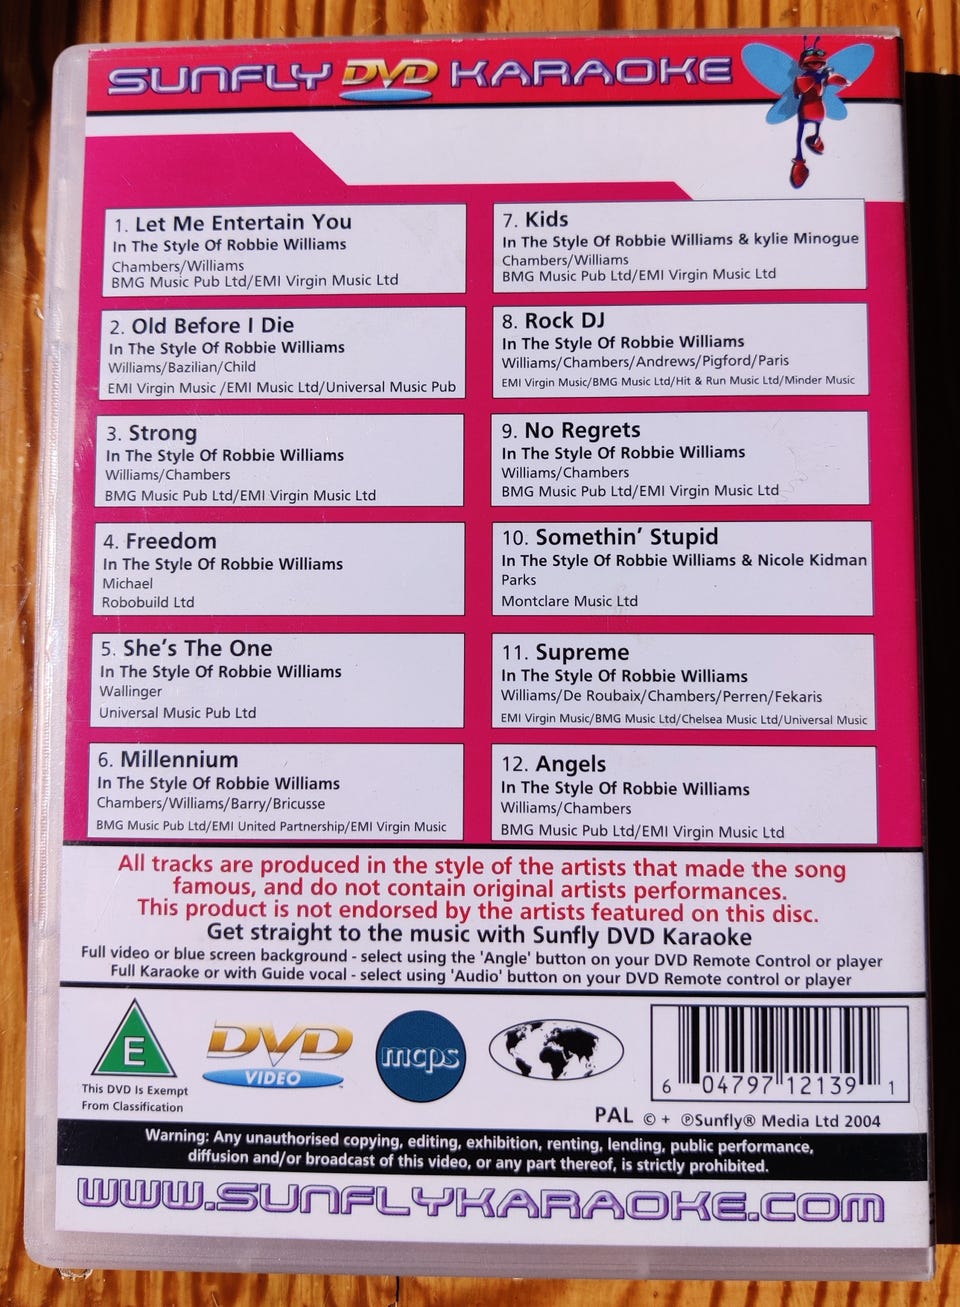 SUNFLY DVD KARAOKE
1. Let Me Entertain You
In The Style Of Robbie Williams
Chambers/Williams
BMG Music Pub Ltd/EMI Virgin Music Ltd
2. Old Before I Die
In The Style Of Robbie Williams
Williams/Bazilian/Child
EMI Virgin Music /EMI Music Ltd/Universal Music Pub
3. Strong
In The Style Of Robbie Williams
Williams/Chambers
BMG Music Pub Ltd/EMI Virgin Music Ltd
4. Freedom
In The Style Of Robbie Williams
Michael
Robobuild Ltd
5. She's The One
In The Style Of Robbie Williams
Wallinger
Universal Music Pub Ltd
6. Millennium
In The Style Of Robbie Williams
Chambers/Williams/Barry/Bricusse
BMG Music Pub Ltd/EMI United Partnership/EMI Virgin Music
7. Kids
In The Style Of Robbie Williams & kylie Minogue
Chambers/Williams
BMG Music Pub Ltd/EMI Virgin Music Ltd
8. Rock DJ
In The Style Of Robbie Williams
Williams/Chambers/Andrews/Pigford/Paris
EMI Virgin Music/BMG Music Ltd/Hit & Run Music Ltd/Minder Music
9. No Regrets
In The Style Of Robbie Williams
Williams/Chambers
BMG Music Pub Ltd/EMI Virgin Music Ltd
10. Somethin' Stupid
In The Style Of Robbie Williams & Nicole Kidman
Parks
Montclare Music Ltd
11. Supreme
In The Style Of Robbie Williams
Williams/De Roubaix/Chambers/Perren/Fekaris
EMI Virgin Music/BMG Music Ltd/Chelsea Music Ltd/Universal Music
12. Angels
In The Style Of Robbie Williams
Williams/Chambers
BMG Music Pub Ltd/EMI Virgin Music Ltd
All tracks are produced in the style of the artists that made the song
famous, and do not contain original artists performances.
This product is not endorsed by the artists featured on this disc.
Get straight to the music with Sunfly DVD Karaoke
Full video or blue screen background - select using the 'Angle' button on your DVD Remote Control or player
Full Karaoke or with Guide vocal - select using 'Audio' button on your DVD Remote control or player
E
This DVD Is Exempt
From Classification
DVD
VIDEO
TM
mcps
6 04797 12139 1
PAL © + ℗Sunfly® Media Ltd 2004
Warning: Any unauthorised copying, editing, exhibition, renting, lending, public performance,
diffusion and/or broadcast of this video, or any part thereof, is strictly prohibited.
WWW.SUNFLYKARAOKE.COM